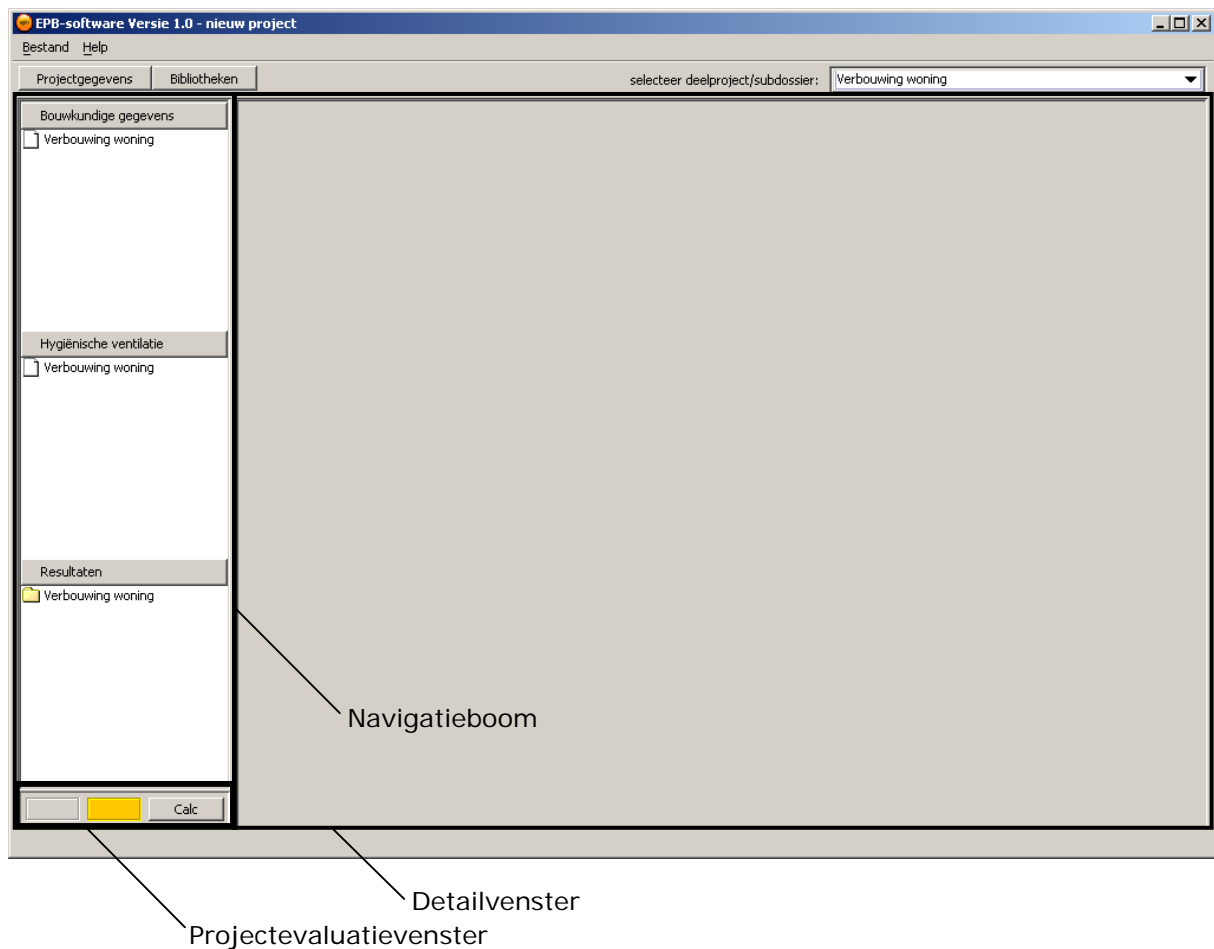 EPB-software Versie 1.0 - nieuw project
Bestand Help
Projectgegevens Bibliotheken selecteer deelproject/subdossier: Verbouwing woning
Bouwkundige gegevens
Verbouwing woning
Hygiënische ventilatie
Verbouwing woning
Resultaten
Verbouwing woning
Navigatieboom
Calc
Detailvenster
Projectevaluatievenster